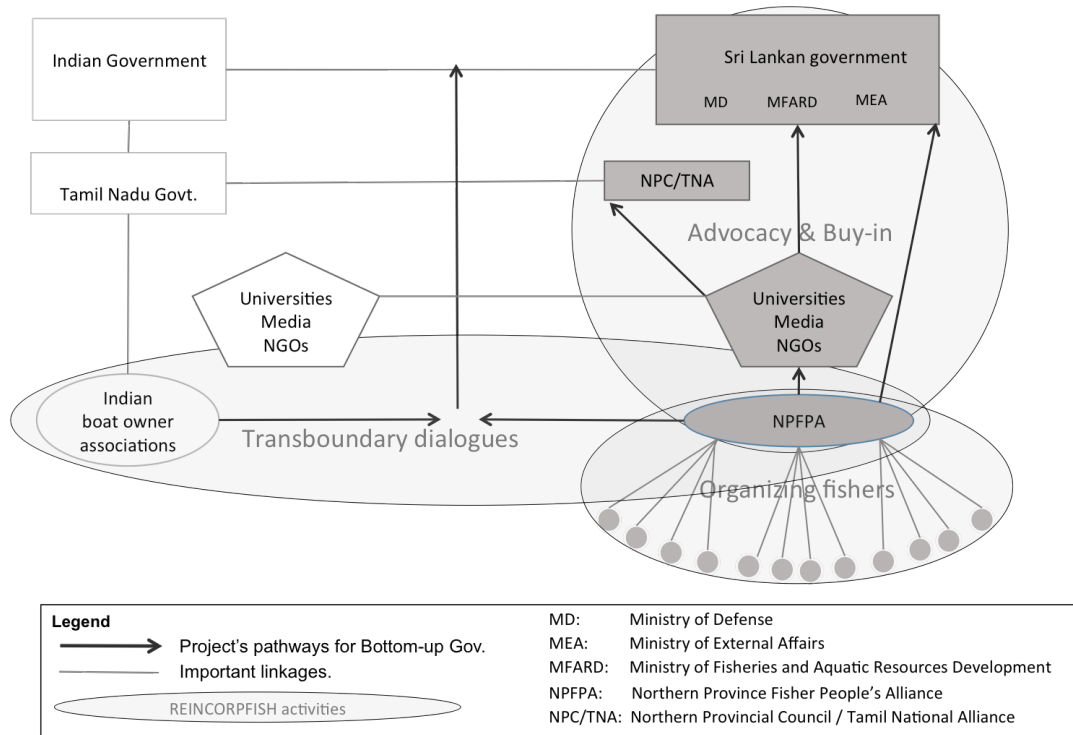 Indian Government
Sri Lankan government
MD MFARD MEA
Tamil Nadu Govt.
NPC/TNA
Advocacy & Buy-in
Universities
Media
NGOs
Universities
Media
NGOs
Indian
boat owner
associations
Transboundary dialogues
NPFPA
Organizing fishers
Legend
Project's pathways for Bottom-up Gov.
Important linkages.
REINCORPFISH activities
MD: Ministry of Defense
MEA: Ministry of External Affairs
MFARD: Ministry of Fisheries and Aquatic Resources Development
NPFPA: Northern Province Fisher People's Alliance
NPC/TNA: Northern Provincial Council / Tamil National Alliance